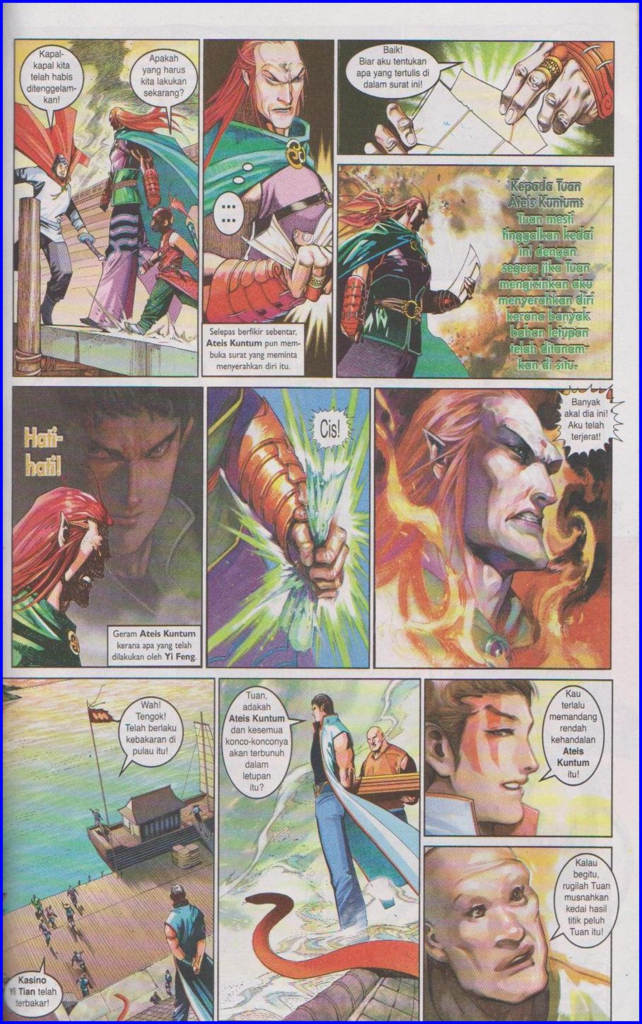 Kapal-
kapal kita
telah habis
ditenggelam-
kan!
Apakah
yang harus
kita lakukan
sekarang?
...
...
Selepas berfikir sebentar,
Ateis Kuntum pun mem-
buka surat yang meminta
menyerahkan diri itu.
Baik!
Biar aku tentukan
apa yang tertulis di
dalam surat ini!
Kepada Tuan
Ateis Kuntum:
Tuan mesti
tinggalkan kedai
ini dengan
segera jika Tuan
mengizinkan aku
menyerahkan diri
kerana banyak
bahan letupan
telah ditanam-
kan di situ.
Hati-
hati!
Geram Ateis Kuntum
kerana apa yang telah
dilakukan oleh Yi Feng.
Cis!
Banyak
akal dia ini!
Aku telah
terjerat!
Wah!
Tengok!
Telah berlaku
kebakaran di
pulau itu!
Kasino
Yi Tian telah
terbakar!
Tuan,
adakah
Ateis Kuntum
dan kesemua
konco-konconya
akan terbunuh
dalam
letupan
itu?
Kau
terlalu
memandang
rendah
kehandalan
Ateis
Kuntum
itu!
Kalau
begitu,
rugilah Tuan
musnahkan
kedai hasil
titik peluh
Tuan itu!